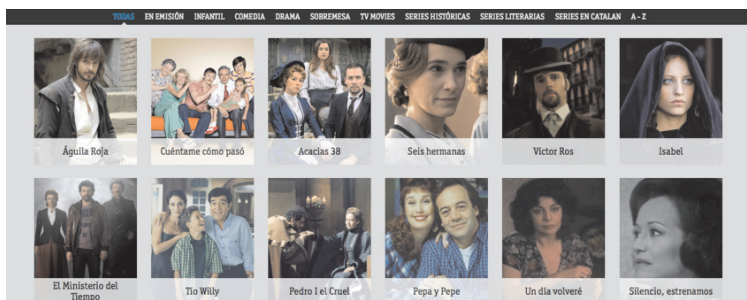 TODAS EN EMISIÓN INFANTIL COMEDIA DRAMA SOBREMESA TV MOVIES SERIES HISTÓRICAS SERIES LITERARIAS SERIES EN CATALAN A - Z
Águila Roja Cuéntame cómo pasó Acacias 38 Seis hermanas Víctor Ros Isabel
El Ministerio del Tiempo Tio Willy Pedro I el Cruel Pepa y Pepe Un día volveré Silencio, estrenamos